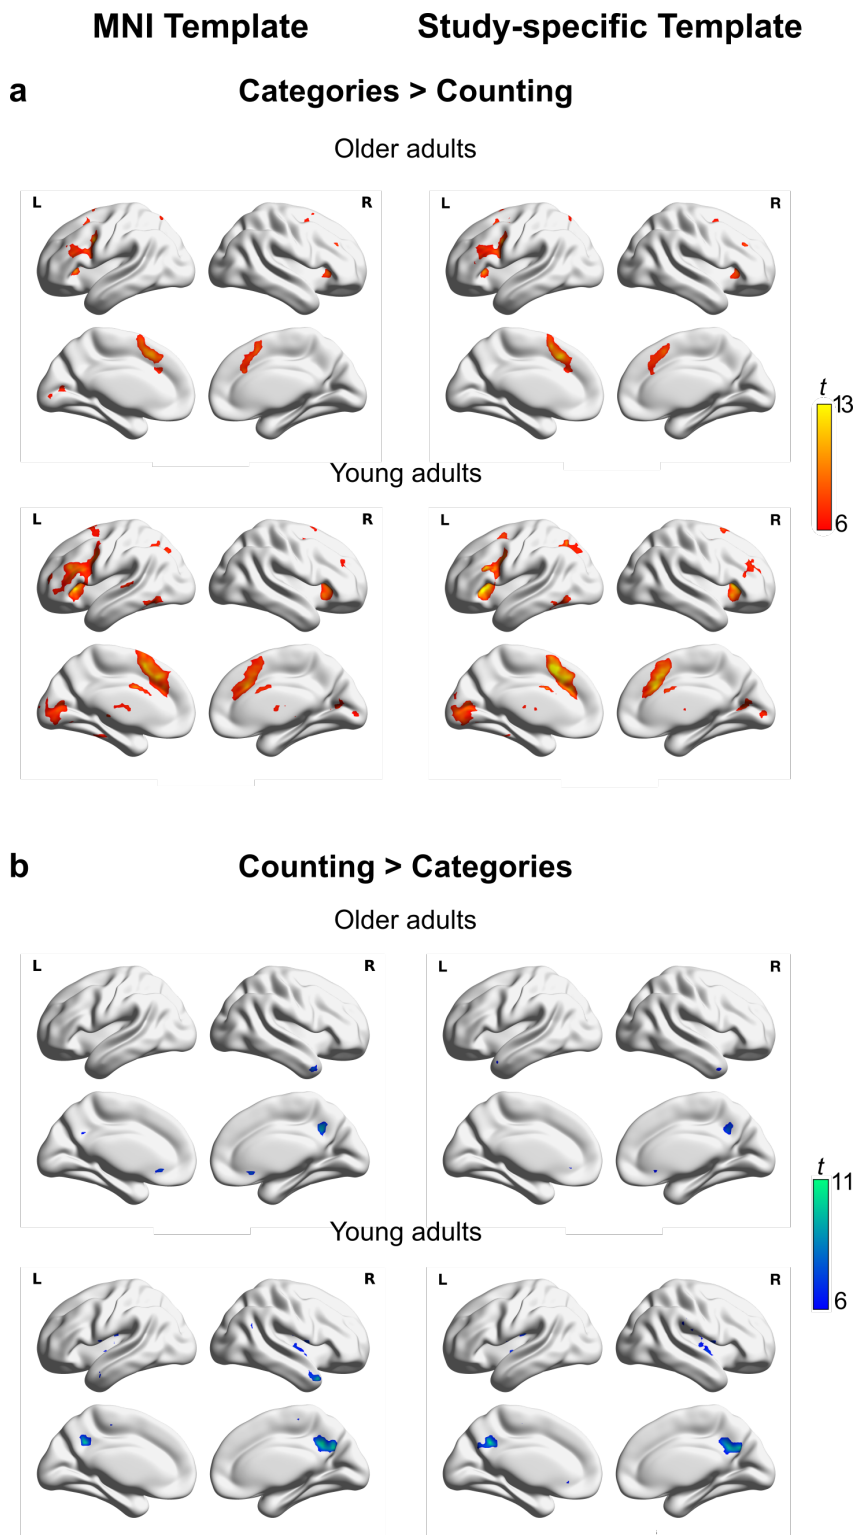 MNI Template Study-specific Template
a Categories > Counting
Older adults
L R L R
t
13
6
Young adults
L R L R
b Counting > Categories
Older adults
L R L R
t
11
6
Young adults
L R L R